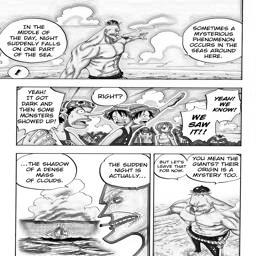 SOMETIMES
A MYSTERIOUS
PHENOMENON
OCCURS IN THE
SEAS AROUND
HERE.
IN THE
MIDDLE OF
THE DAY, NIGHT
SUDDENLY FALLS
ON ONE PART
OF THE SEA.
YEAH!
WE
KNOW!
WE
SAW
IT!!
RIGHT?
YEAH!
IT GOT
DARK AND
THEN SOME
MONSTERS
SHOWED UP!
YOU MEAN THE
GIANTS? THEIR
ORIGIN IS A
MYSTERY TOO.
BUT LET'S
LEAVE THAT
FOR NOW.
THE SUDDEN
NIGHT IS
ACTUALLY...
...THE SHADOW
OF A DENSE
MASS
OF CLOUDS.